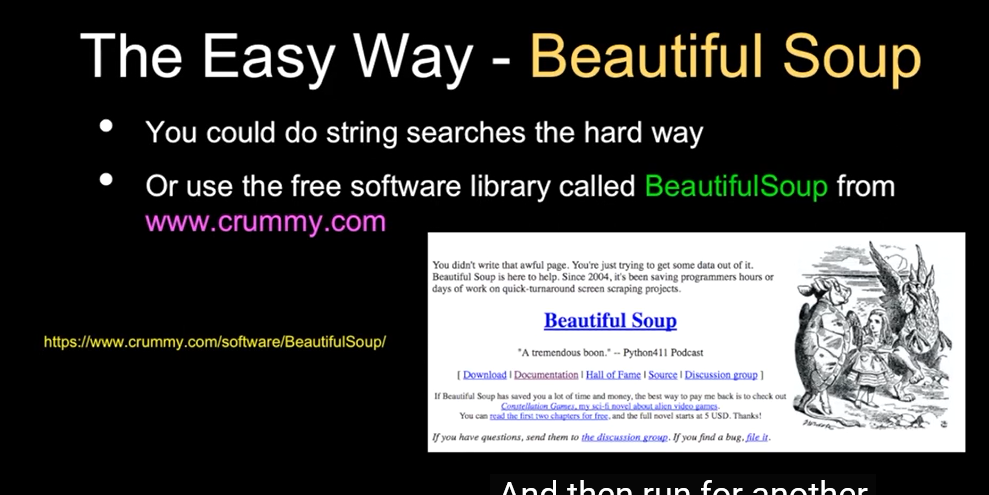 The Easy Way - Beautiful Soup
• You could do string searches the hard way
• Or use the free software library called BeautifulSoup from
www.crummy.com
You didn't write that awful page. You're just trying to get some data out of it.
Beautiful Soup is here to help. Since 2004, it's been saving programmers hours or
days of work on quick-turnaround screen scraping projects.
Beautiful Soup
"A tremendous boon." -- Python411 Podcast
[ Download | Documentation | Hall of Fame | Source | Discussion group ]
If Beautiful Soup has saved you a lot of time and money, the best way to pay me back is to check out
Constellation Games, my sci-fi novel about alien video games.
You can read the first two chapters for free, and the full novel starts at 5 USD. Thanks!
If you have questions, send them to the discussion group. If you find a bug, file it.
https://www.crummy.com/software/BeautifulSoup/
And then run for another